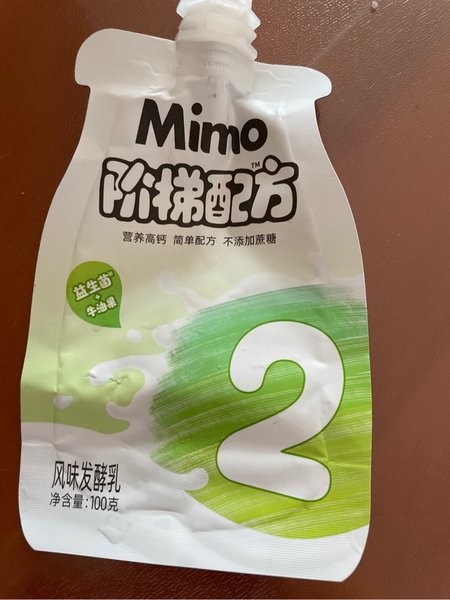 Mimo
阶梯配方™
营养高钙 简单配方 不添加蔗糖
益生菌
+
牛油果
2
风味发酵乳
净含量:100克